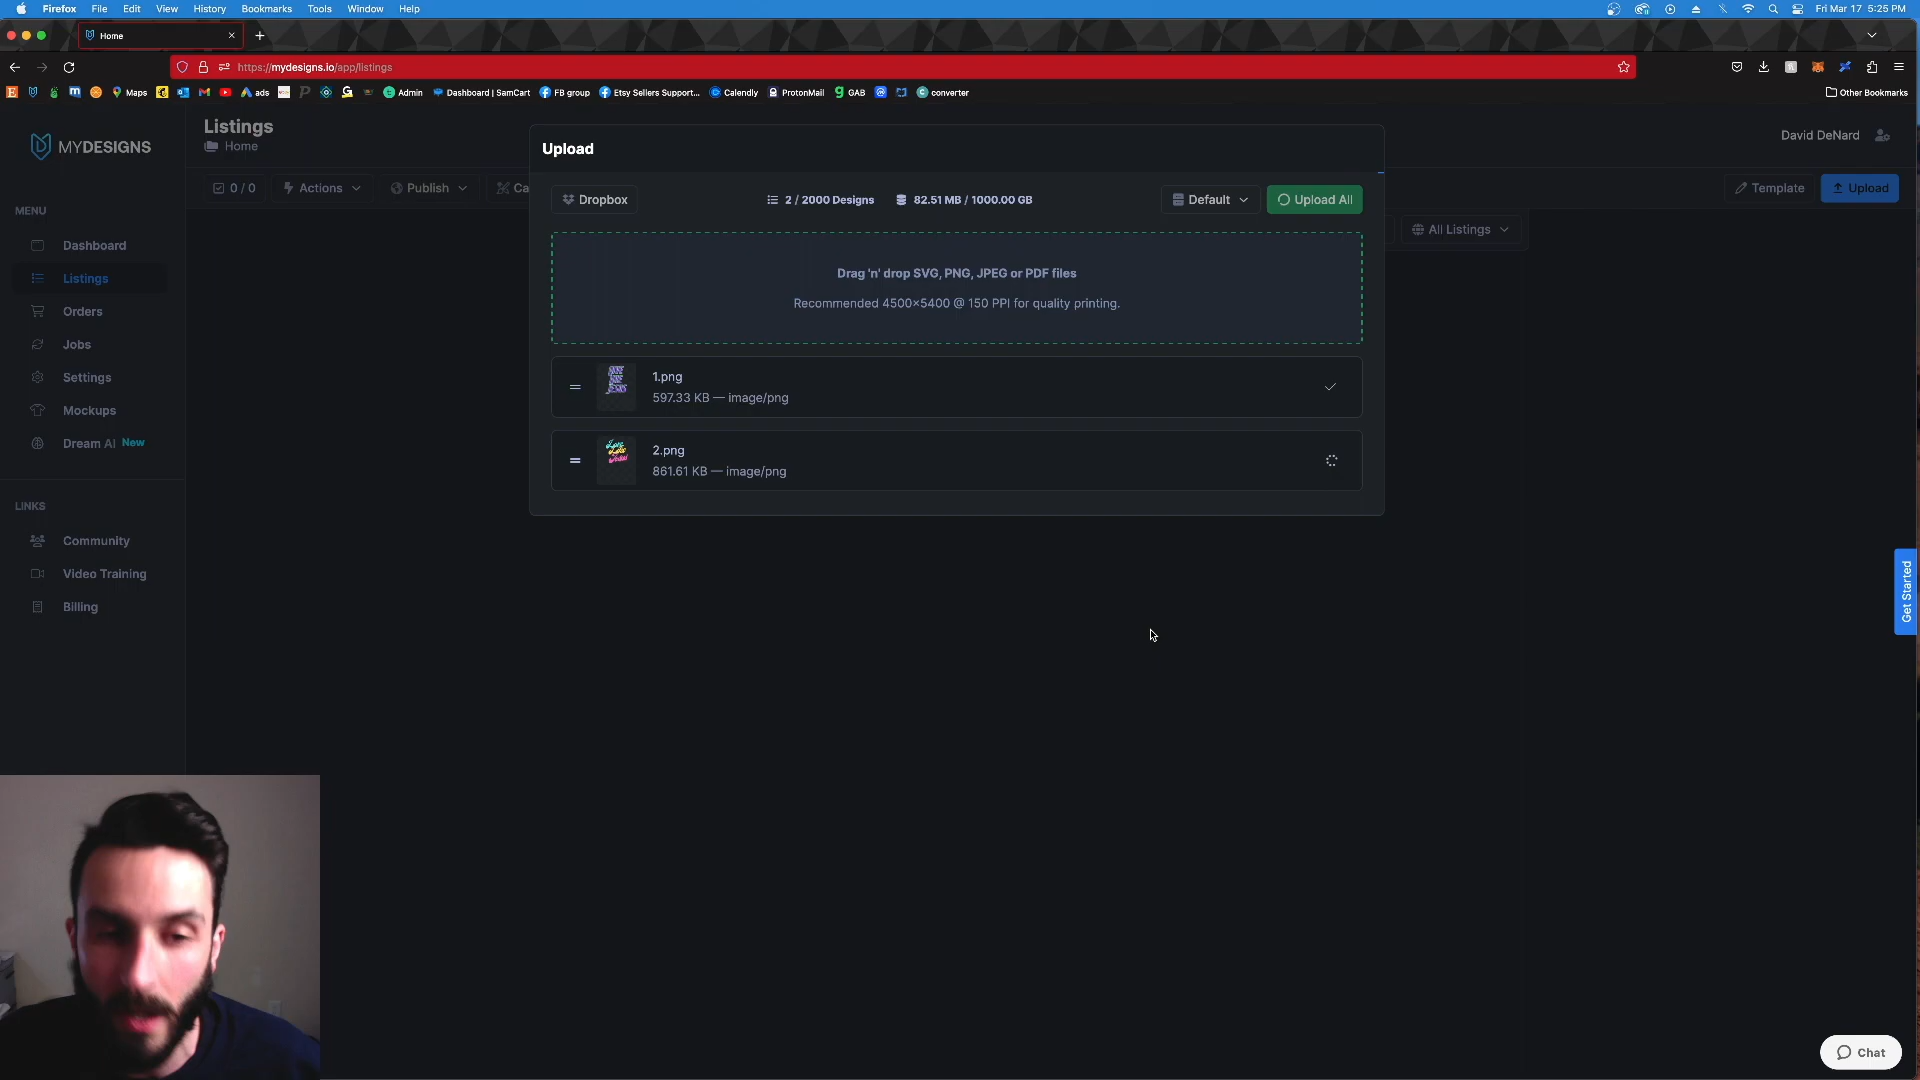 Firefox File Edit View History Bookmarks Tools Window Help Fri Mar 17 5:25 PM
Home
https://mydesigns.io/app/listings
Maps ads Admin Dashboard | SamCart FB group Etsy Sellers Support... Calendly ProtonMail GAB converter Other Bookmarks
MYDESIGNS
Listings
Home
David DeNard
0 / 0 Actions Publish Ca
Template Upload
All Listings
MENU
Dashboard
Listings
Orders
Jobs
Settings
Mockups
Dream AI New
LINKS
Community
Video Training
Billing
Upload
Dropbox 2 / 2000 Designs 82.51 MB / 1000.00 GB Default Upload All
Drag 'n' drop SVG, PNG, JPEG or PDF files
Recommended 4500×5400 @ 150 PPI for quality printing.
1.png
597.33 KB — image/png
2.png
861.61 KB — image/png
Get Started
Chat